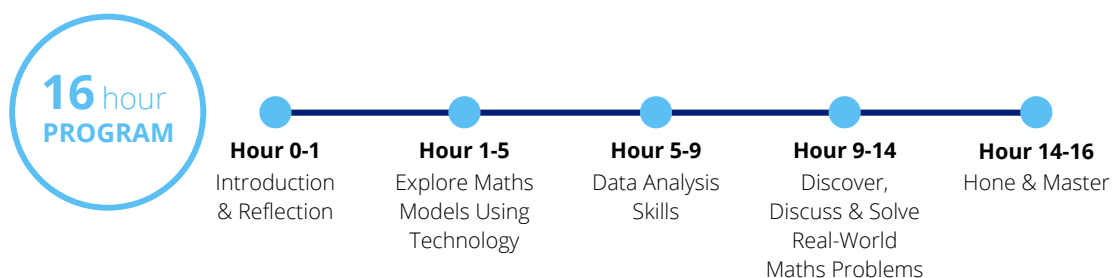 16 hour
PROGRAM
Hour 0-1
Introduction
& Reflection
Hour 1-5
Explore Maths
Models Using
Technology
Hour 5-9
Data Analysis
Skills
Hour 9-14
Discover,
Discuss & Solve
Real-World
Maths Problems
Hour 14-16
Hone & Master